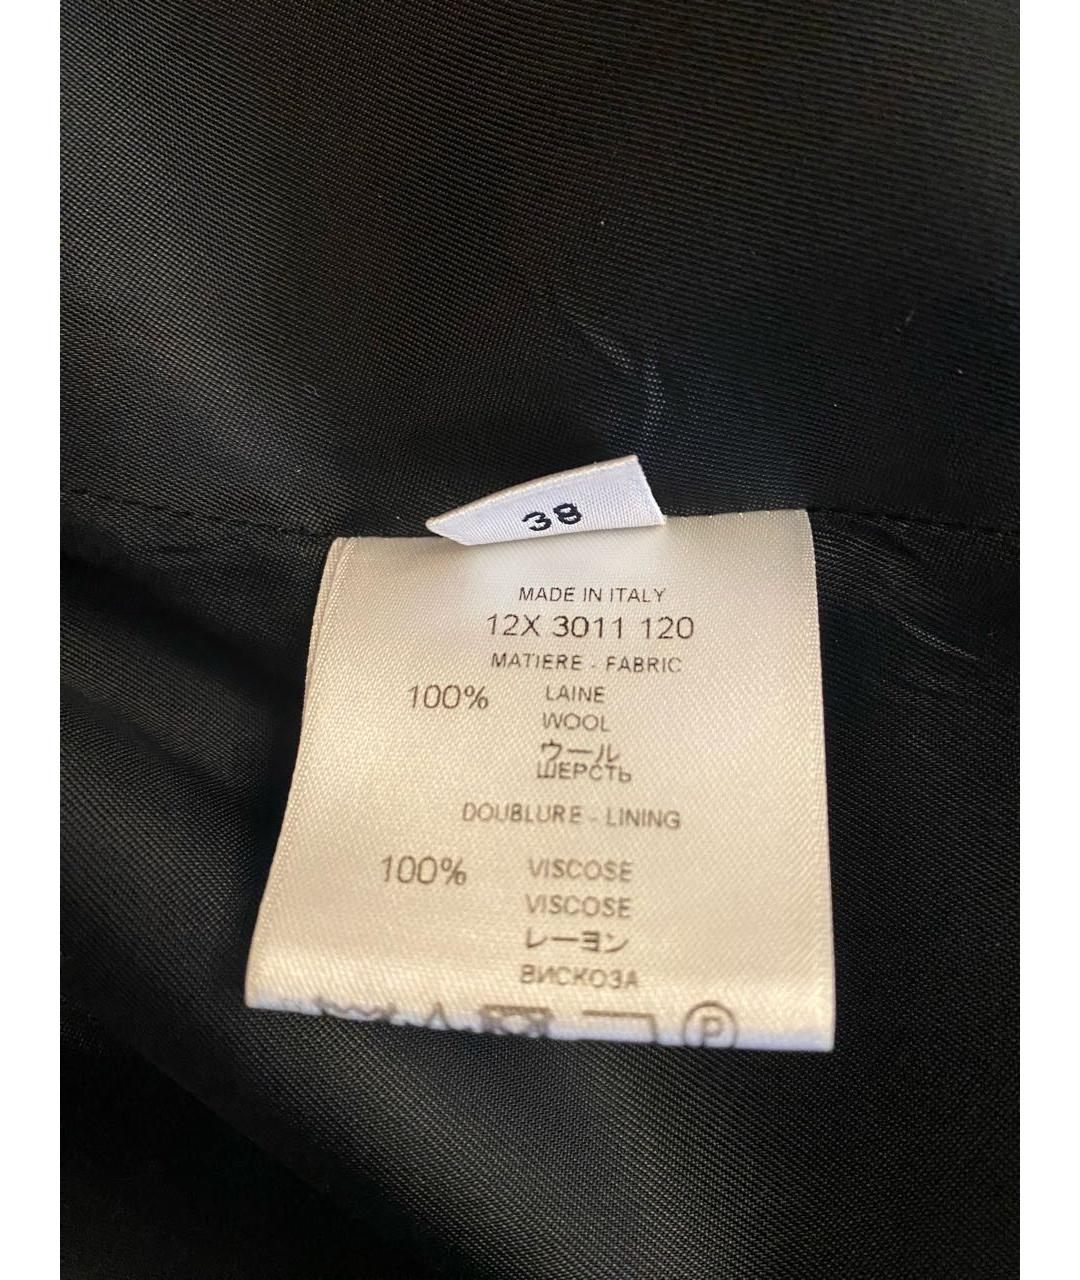 38
MADE IN ITALY
12X 3011 120
MATIERE - FABRIC
100% LAINE
WOOL
ウール
ШЕРСТЬ
DOUBLURE - LINING
100% VISCOSE
VISCOSE
レーヨン
ВИСКОЗА
P